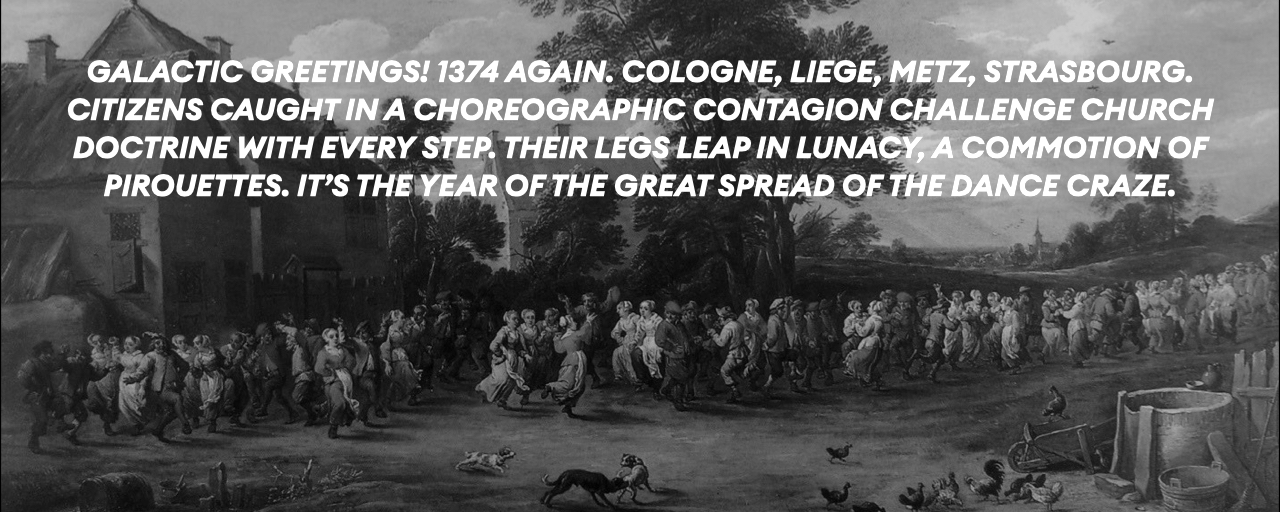 GALACTIC GREETINGS! 1374 AGAIN. COLOGNE, LIEGE, METZ, STRASBOURG.
CITIZENS CAUGHT IN A CHOREOGRAPHIC CONTAGION CHALLENGE CHURCH
DOCTRINE WITH EVERY STEP. THEIR LEGS LEAP IN LUNACY, A COMMOTION OF
PIROUETTES. IT’S THE YEAR OF THE GREAT SPREAD OF THE DANCE CRAZE.